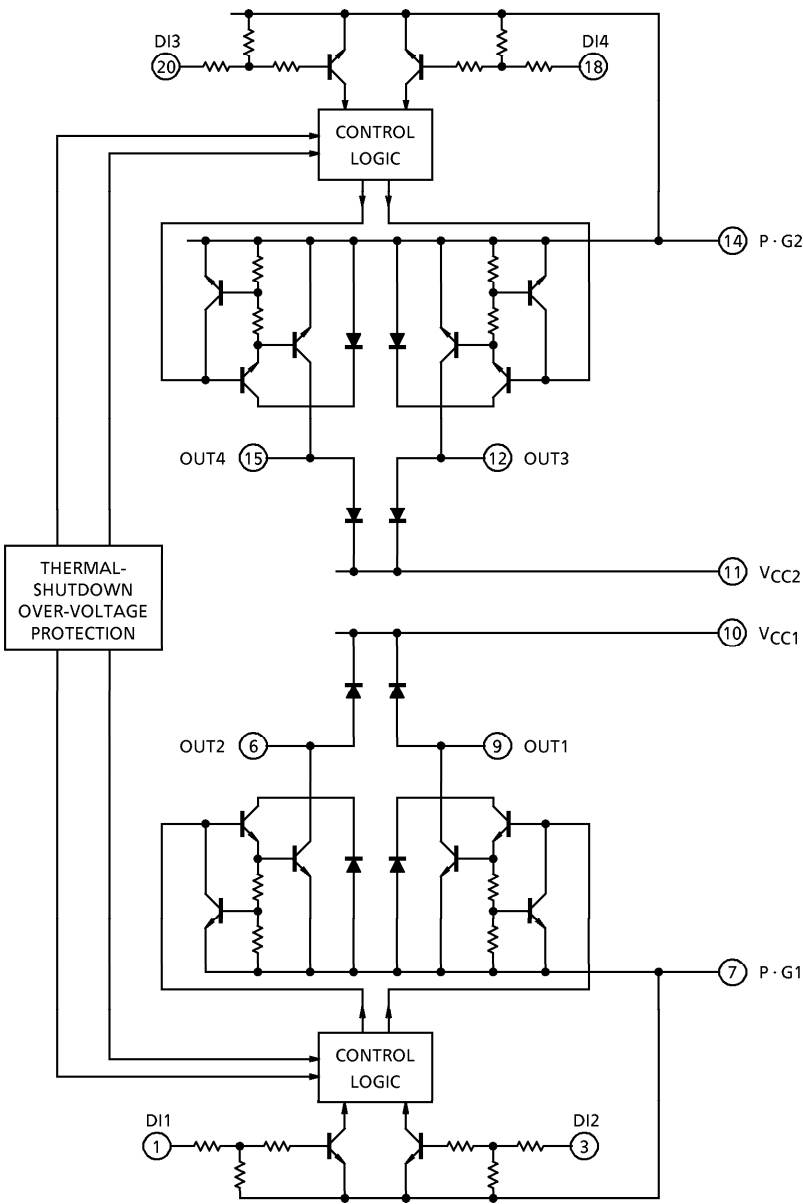 DI3
20
DI4
18
CONTROL
LOGIC
14 P·G2
OUT4 15
12 OUT3
11 VCC2
THERMAL-
SHUTDOWN
OVER-VOLTAGE
PROTECTION
10 VCC1
OUT2 6
9 OUT1
7 P·G1
CONTROL
LOGIC
DI1
1
DI2
3